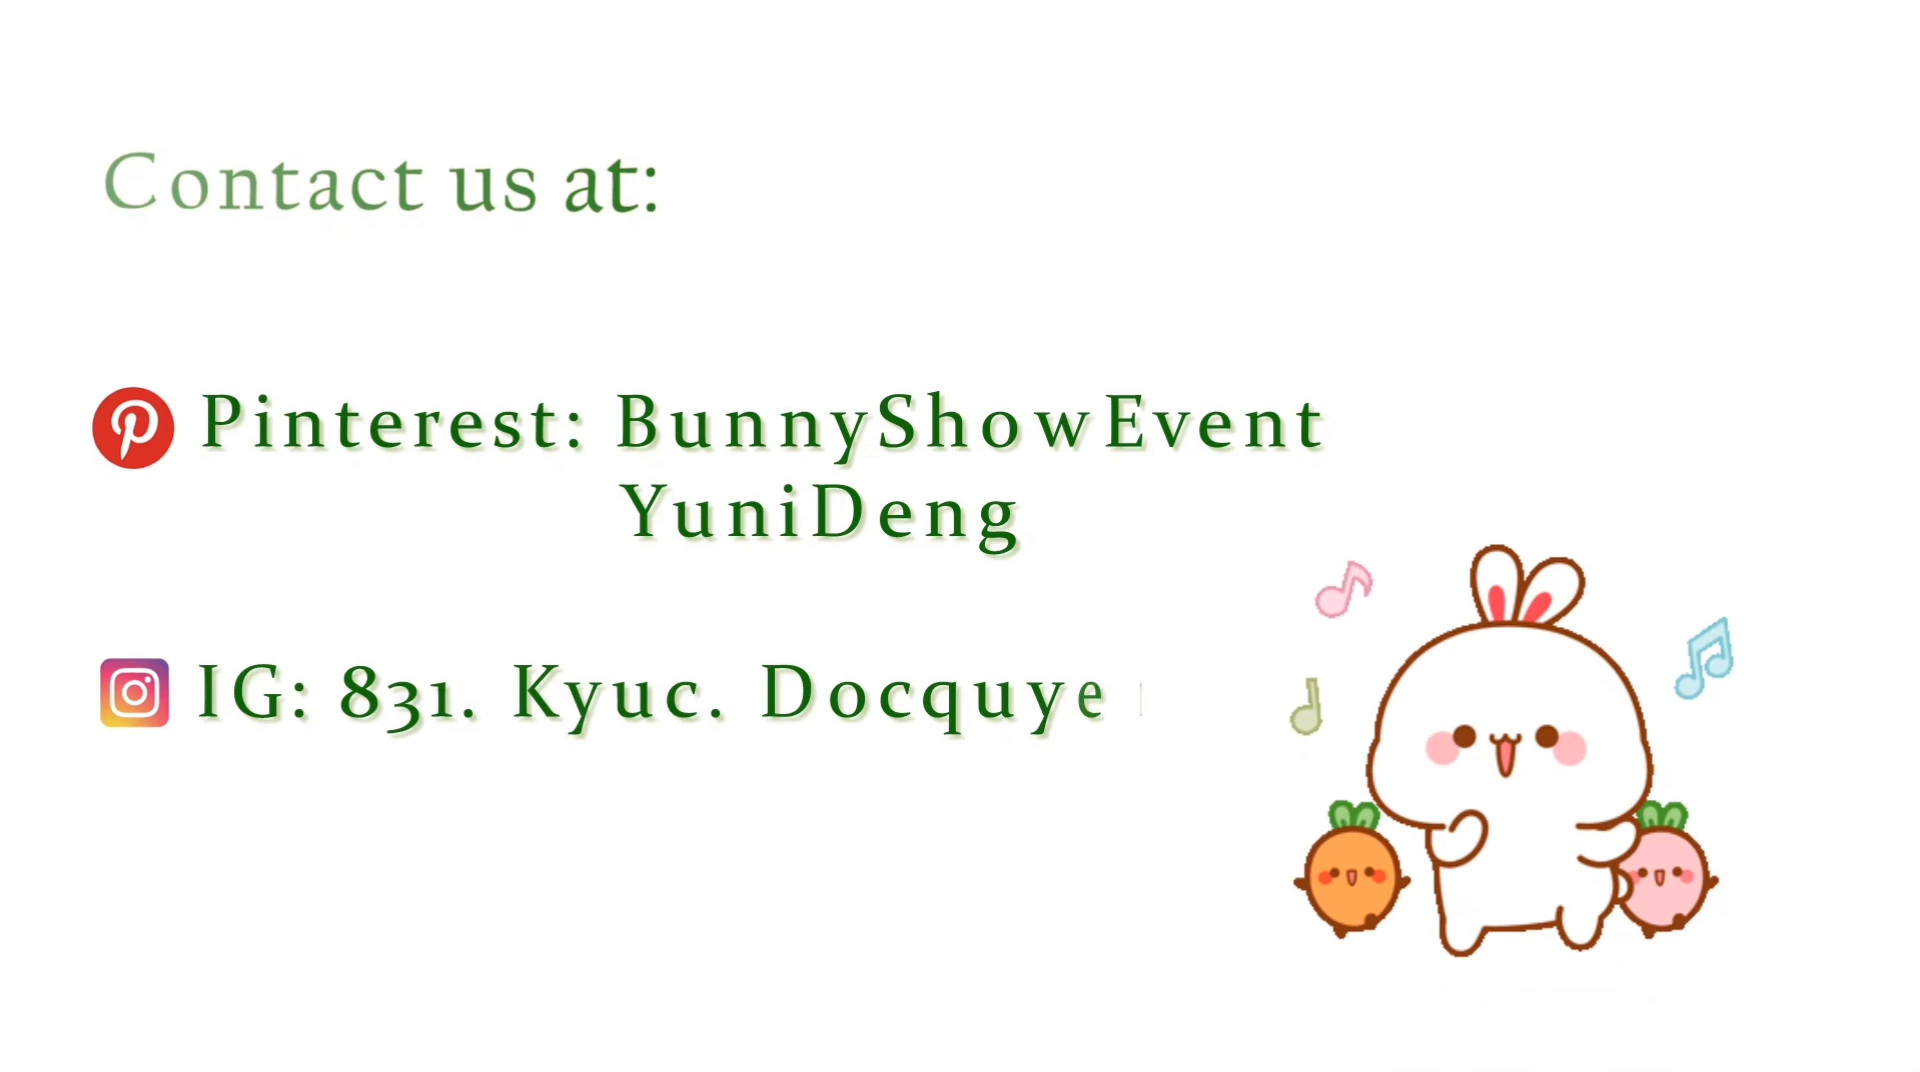 Contact us at:
Pinterest: BunnyShowEvent
YuniDeng
IG: 831. Kyuc. Docquye